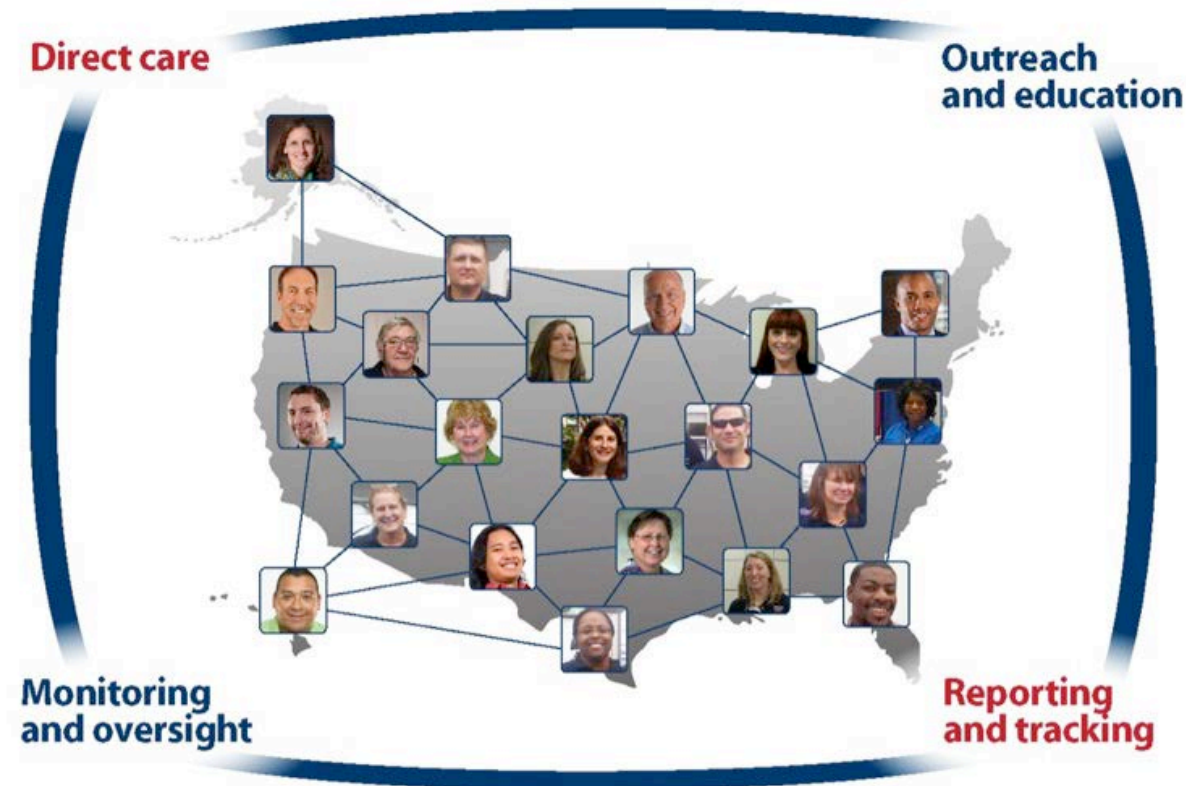 Direct care
Outreach
and education
Monitoring
and oversight
Reporting
and tracking